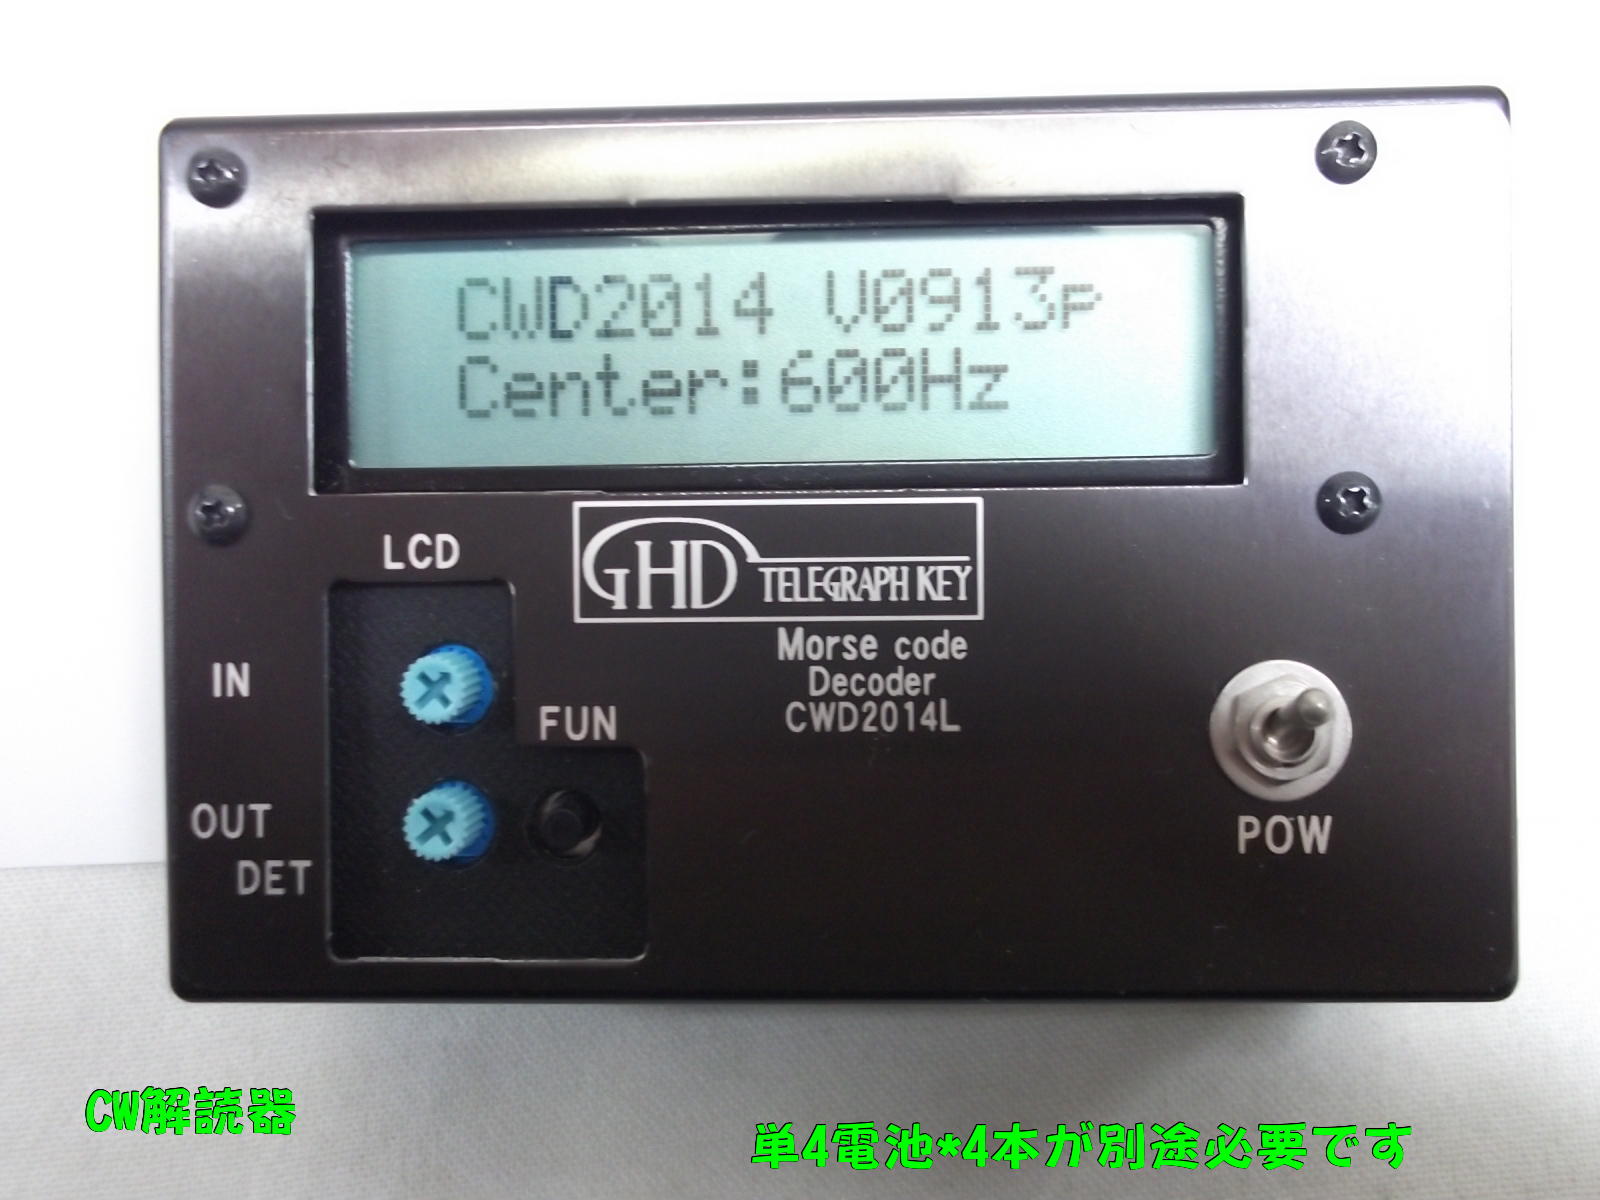 CWD2014 V0913p
Center:600Hz
LCD
GHD TELEGRAPH KEY
Morse code
Decoder
CWD2014L
IN
FUN
OUT
DET
POW
CW解読器
単4電池*4本が別途必要です